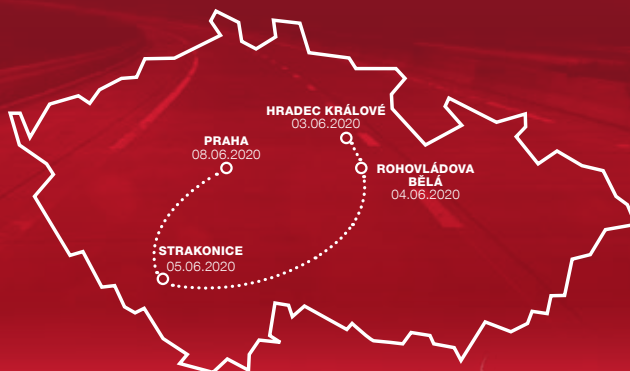 HRADEC KRÁLOVÉ
03.06.2020
PRAHA
08.06.2020
ROHOVLÁDOVA
BĚLÁ
04.06.2020
STRAKONICE
05.06.2020